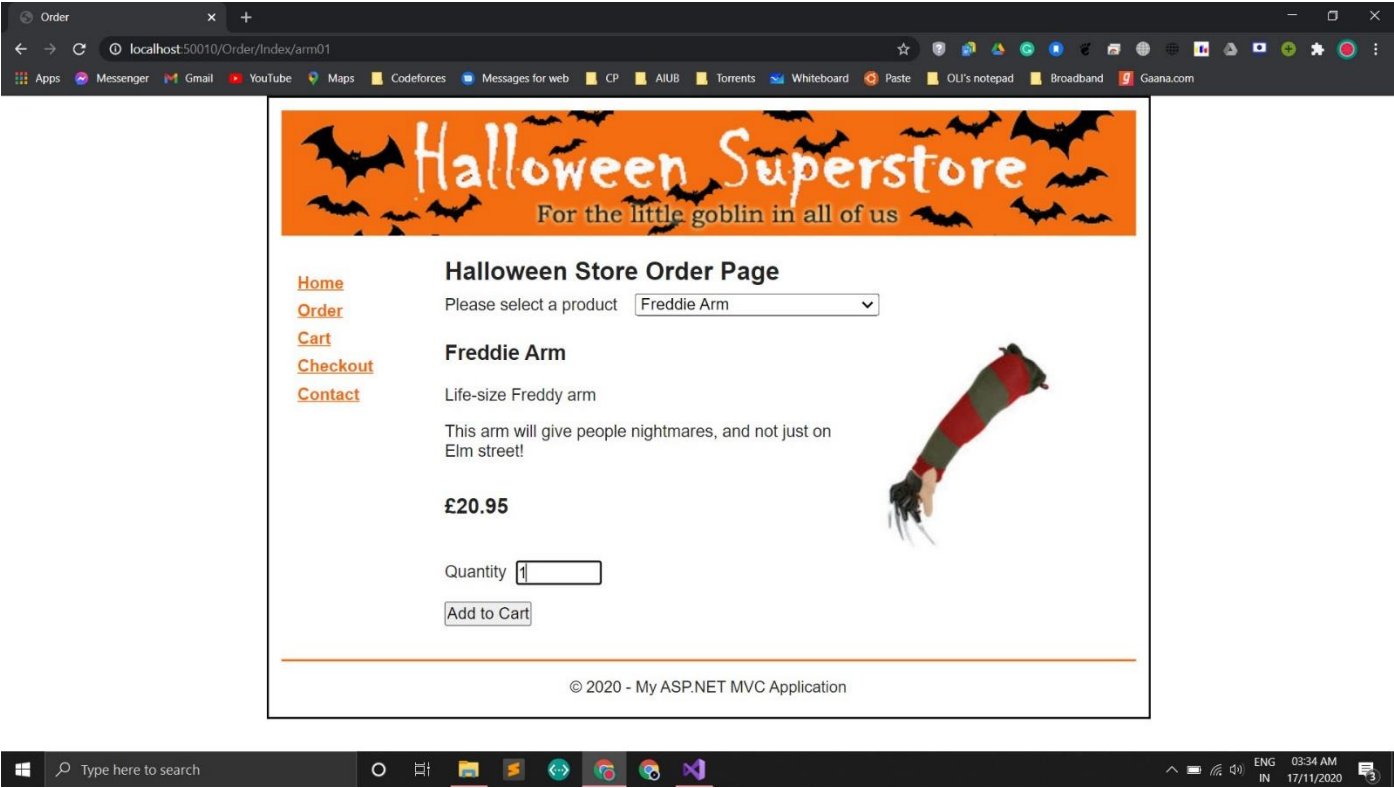 Order
localhost:50010/Order/Index/arm01
Apps Messenger Gmail YouTube Maps Codeforces Messages for web CP AIUB Torrents Whiteboard Paste OLI's notepad Broadband Gaana.com
Halloween Superstore
For the little goblin in all of us
Home
Order
Cart
Checkout
Contact
Halloween Store Order Page
Please select a product Freddie Arm
Freddie Arm
Life-size Freddy arm
This arm will give people nightmares, and not just on
Elm street!
£20.95
Quantity 1
Add to Cart
© 2020 - My ASP.NET MVC Application
Type here to search
ENG
IN
03:34 AM
17/11/2020
3